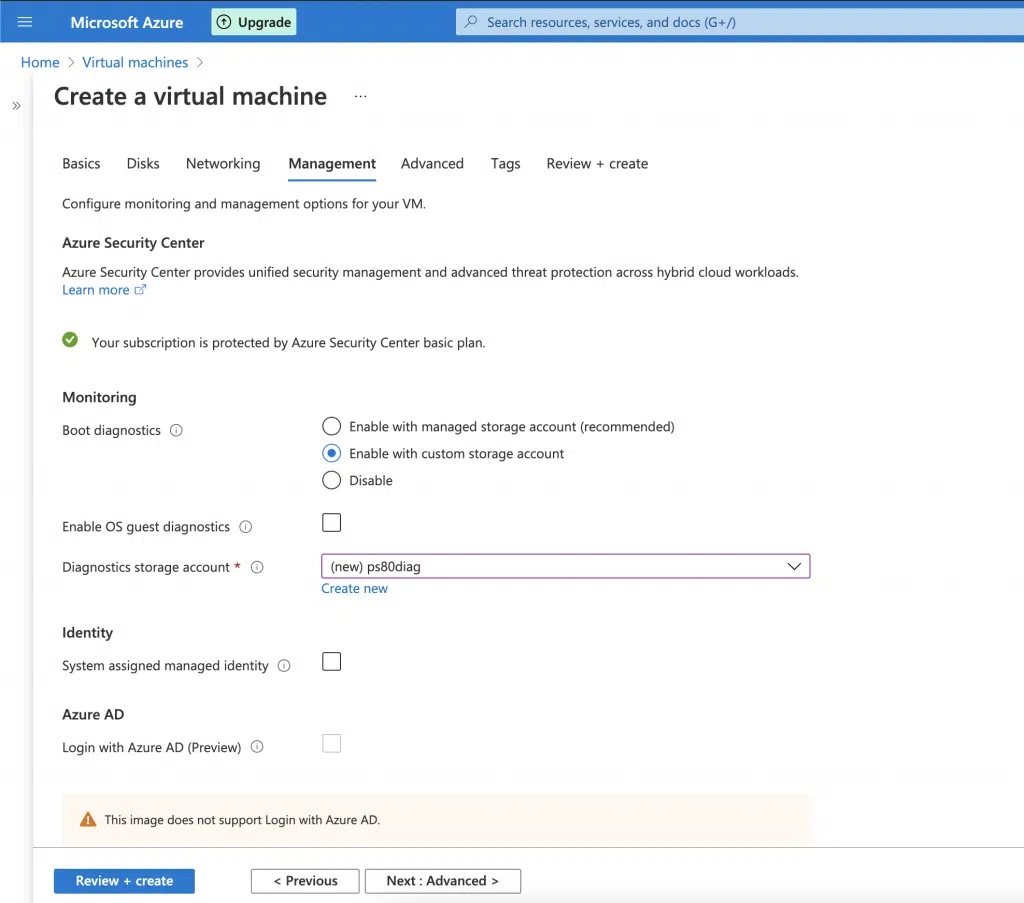 Microsoft Azure
Upgrade
Search resources, services, and docs (G+/)
Home > Virtual machines >
»
Create a virtual machine ...
Basics Disks Networking Management Advanced Tags Review + create
Configure monitoring and management options for your VM.
Azure Security Center
Azure Security Center provides unified security management and advanced threat protection across hybrid cloud workloads.
Learn more
Your subscription is protected by Azure Security Center basic plan.
Monitoring
Boot diagnostics
Enable with managed storage account (recommended)
Enable with custom storage account
Disable
Enable OS guest diagnostics
Diagnostics storage account *
(new) ps80diag
Create new
Identity
System assigned managed identity
Azure AD
Login with Azure AD (Preview)
This image does not support Login with Azure AD.
Review + create
< Previous
Next : Advanced >